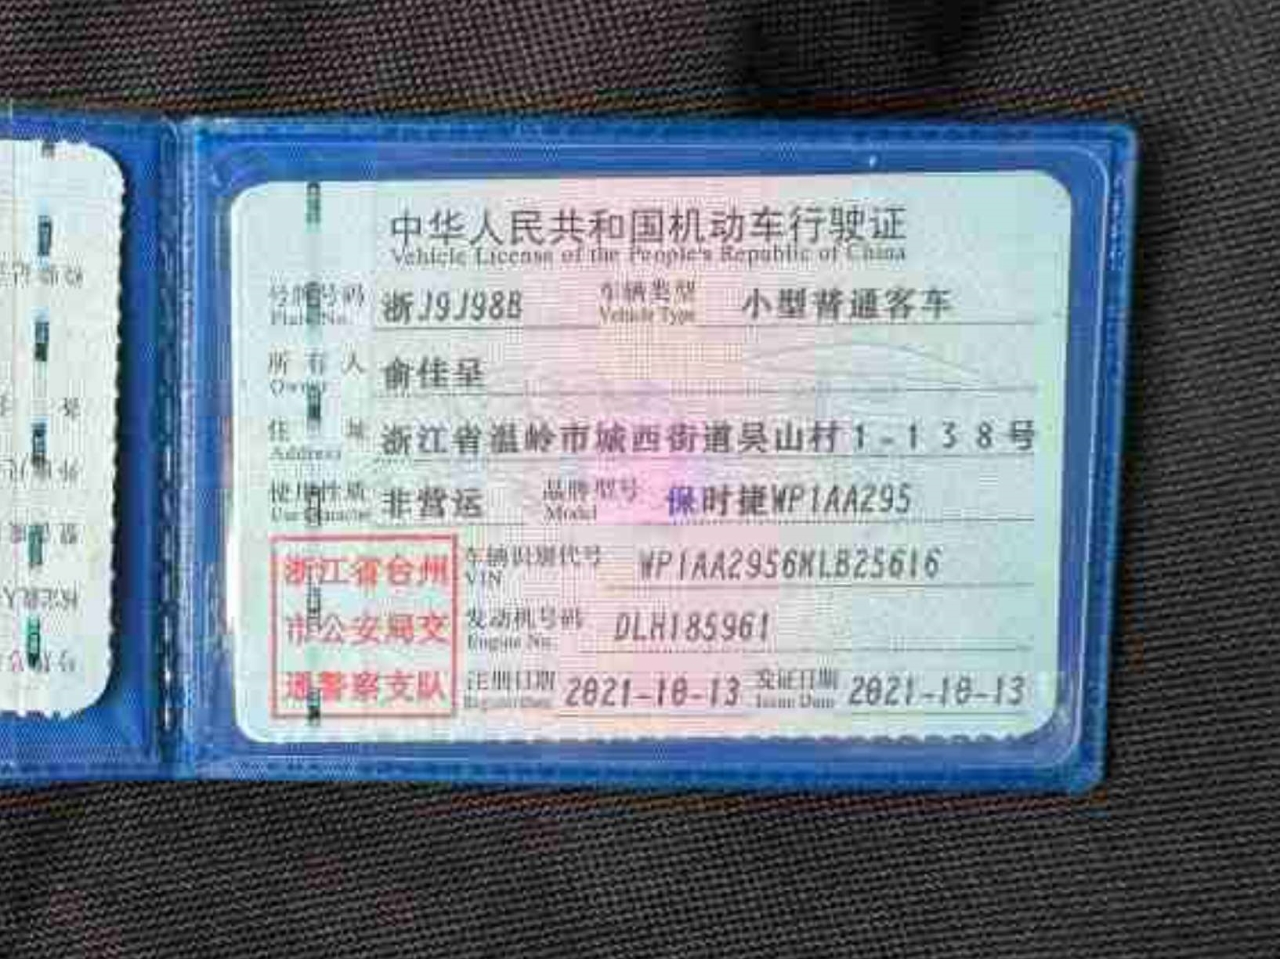 中华人民共和国机动车行驶证
Vehicle License of the People's Republic of China
号牌号码 浙J9J98B 车辆类型 小型普通客车
Plate No. Vehicle Type
所有人 俞佳呈
Owner
住址 浙江省温岭市城西街道吴山村1-138号
Address
使用性质 非营运 品牌型号 保时捷WP1AA295
Use Character Model
浙江省台州 车辆识别代号 WP1AA2956MLB25616
VIN
市公安局交 发动机号码 DLH185961
Engine No.
通警察支队 注册日期 2021-10-13 发证日期 2021-10-13
Register Date Issue Date